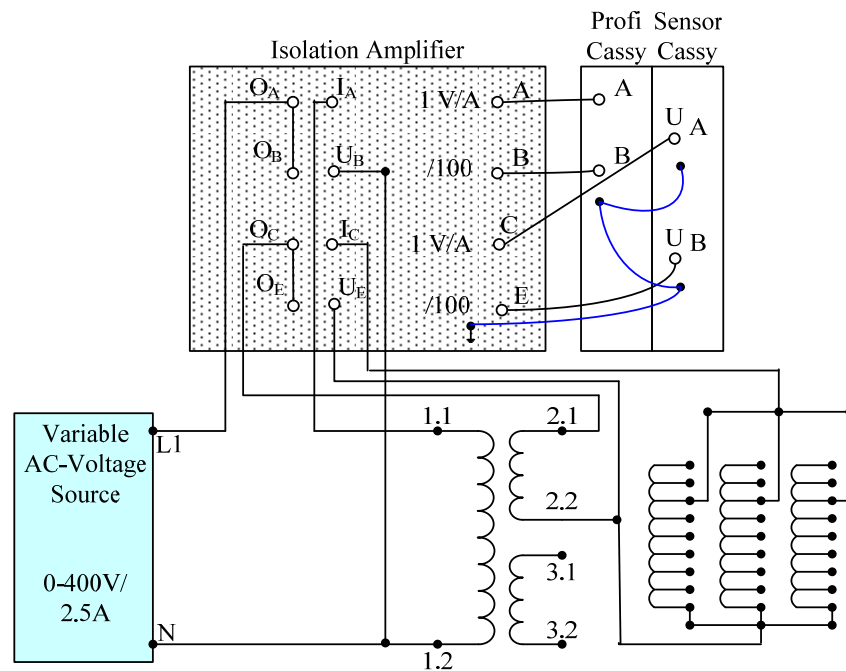 Isolation Amplifier
Profi
Cassy
Sensor
Cassy
OA
IA
1 V/A
A
A
U
A
OB
UB
/100
B
B
OC
IC
1 V/A
C
U
B
OE
UE
/100
E
Variable
AC-Voltage
Source
0-400V/
2.5A
L1
N
1.1
2.1
2.2
3.1
3.2
1.2